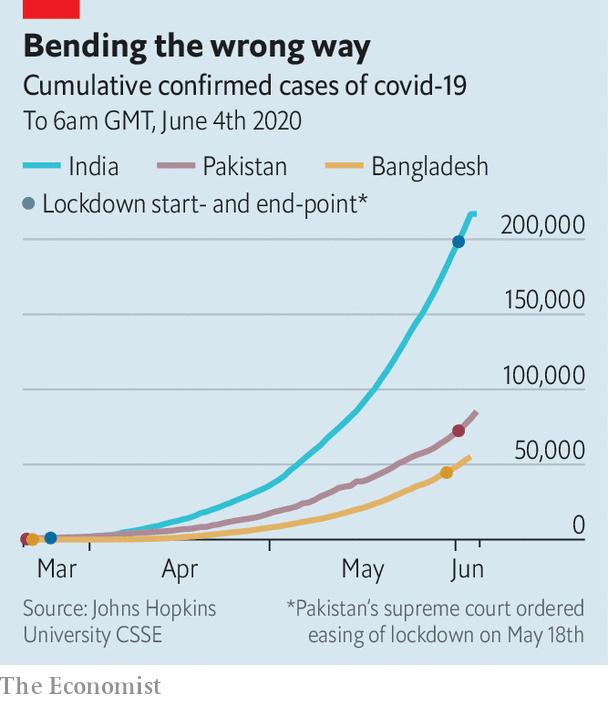 Bending the wrong way
Cumulative confirmed cases of covid-19
To 6am GMT, June 4th 2020
India Pakistan Bangladesh
Lockdown start- and end-point*
200,000
150,000
100,000
50,000
0
Mar Apr May Jun
Source: Johns Hopkins
University CSSE
*Pakistan's supreme court ordered
easing of lockdown on May 18th
The Economist